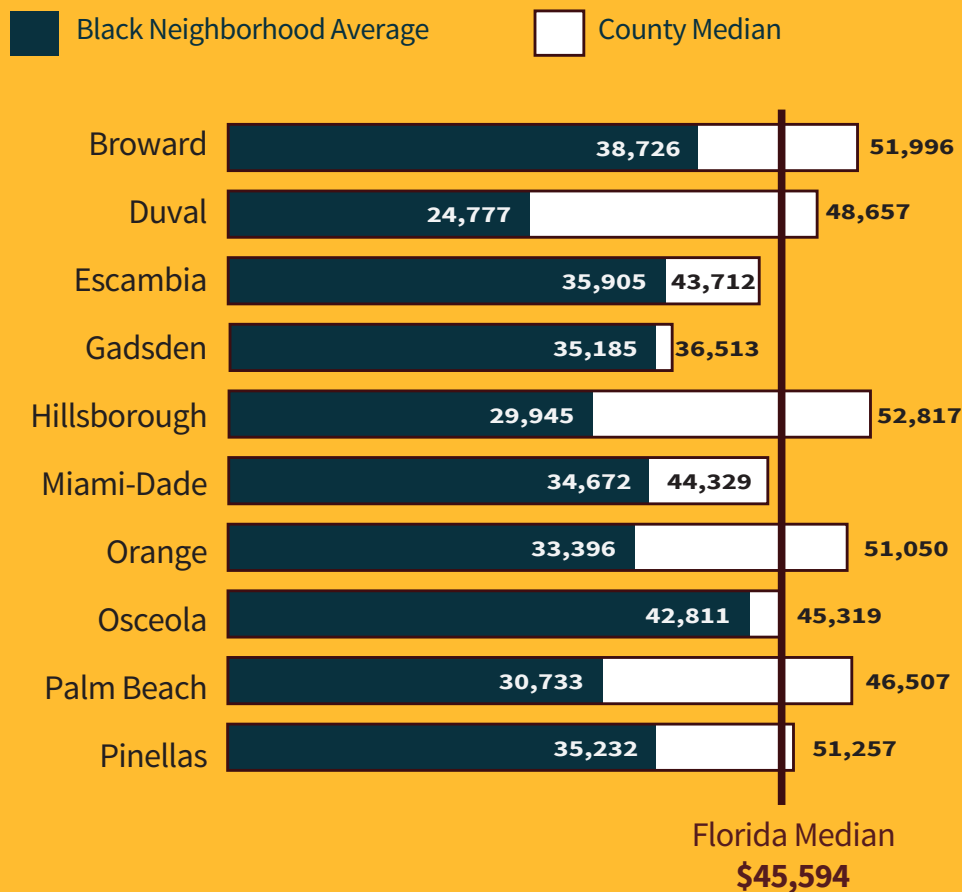 Black Neighborhood Average County Median
Broward 38,726 51,996
Duval 24,777 48,657
Escambia 35,905 43,712
Gadsden 35,185 36,513
Hillsborough 29,945 52,817
Miami-Dade 34,672 44,329
Orange 33,396 51,050
Osceola 42,811 45,319
Palm Beach 30,733 46,507
Pinellas 35,232 51,257
Florida Median
$45,594